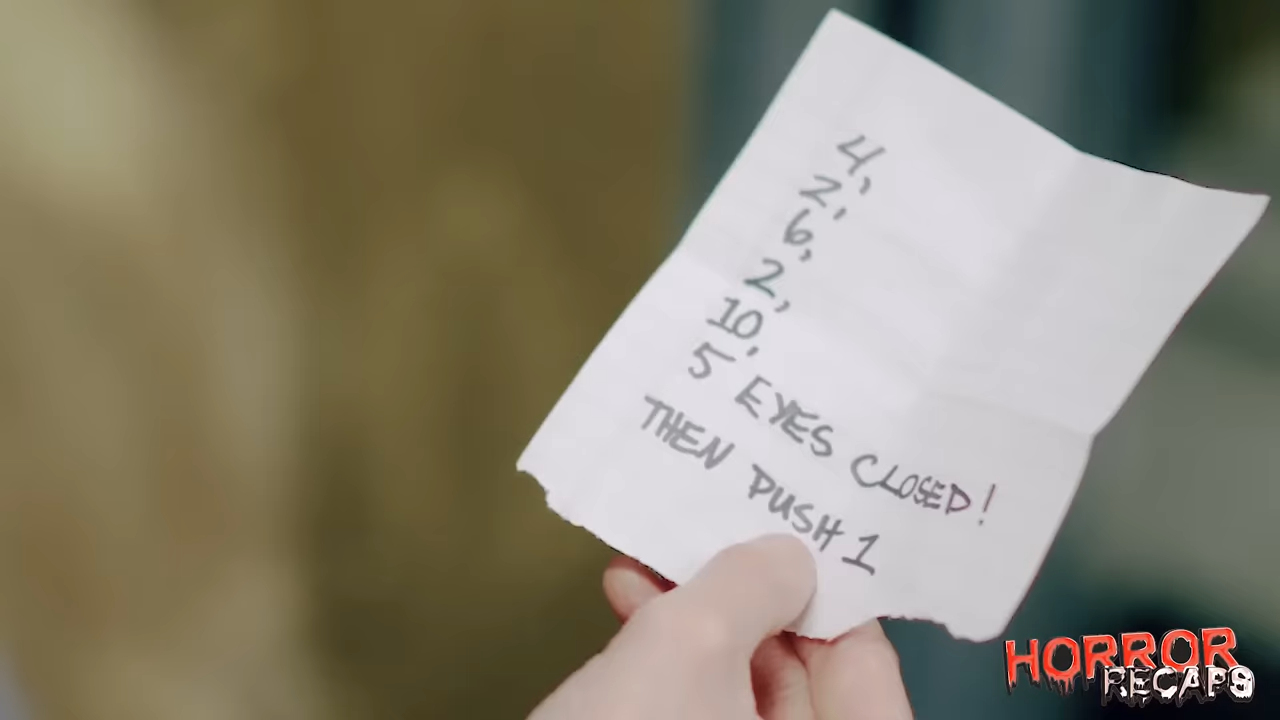 4,
2,
6,
2,
10,
5 EYES CLOSED!
THEN PUSH 1
HORROR
RECAPS